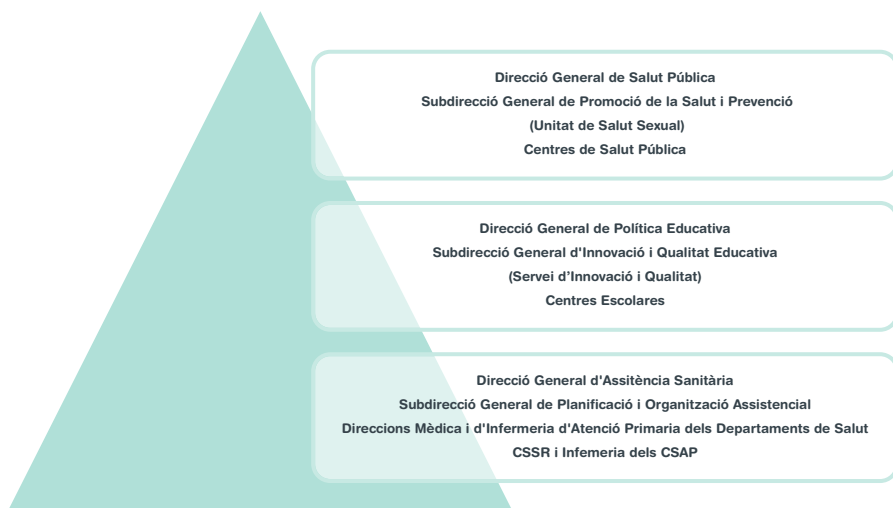 Direcció General de Salut Pública
Subdirecció General de Promoció de la Salut i Prevenció
(Unitat de Salut Sexual)
Centres de Salut Pública
Direcció General de Política Educativa
Subdirecció General d'Innovació i Qualitat Educativa
(Servei d’Innovació i Qualitat)
Centres Escolares
Direcció General d'Assitència Sanitària
Subdirecció General de Planificació i Organització Assistencial
Direccions Mèdica i d'Infermeria d'Atenció Primaria dels Departaments de Salut
CSSR i Infemeria dels CSAP